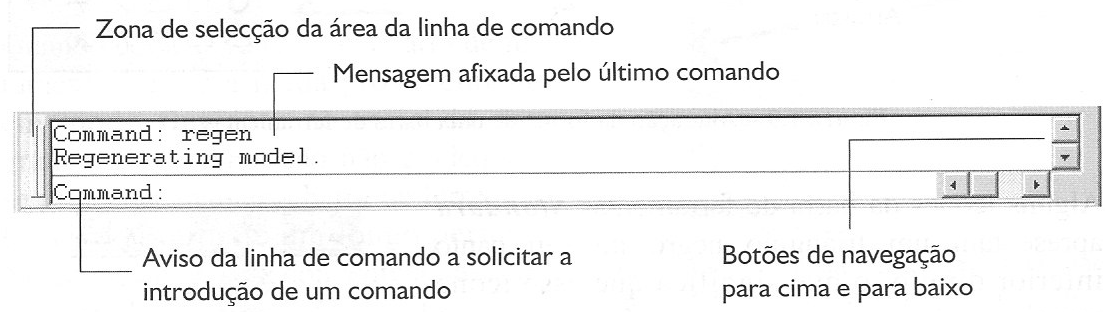 Zona de selecção da área da linha de comando
Mensagem afixada pelo último comando
Command: regen
Regenerating model.
Command:
Aviso da linha de comando a solicitar a
introdução de um comando
Botões de navegação
para cima e para baixo